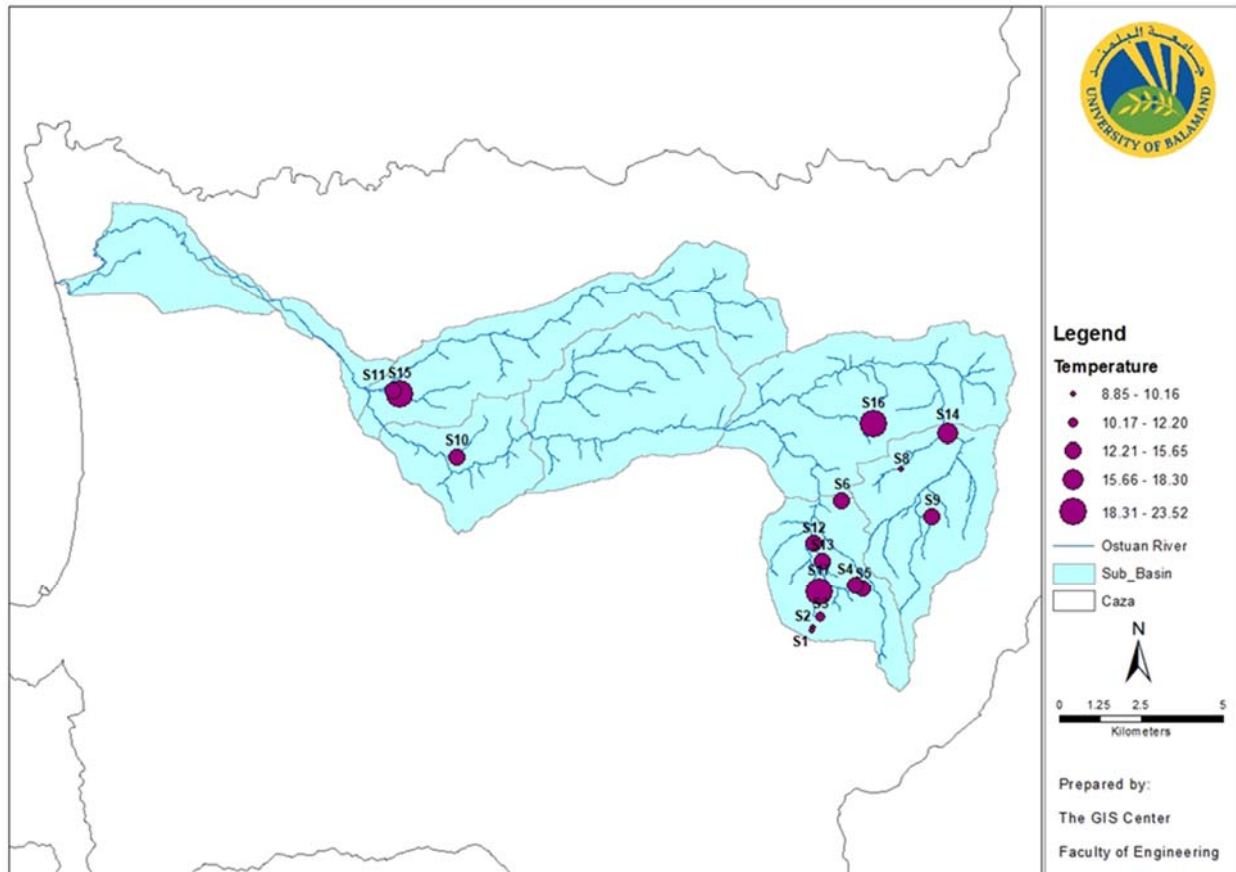 جامعة البلمند
UNIVERSITY OF BALAMAND
S11 S15
S10
S16
S14
S8
S6
S9
S12
S13
S4 S5
S3
S2
S1
Legend
Temperature
8.85 - 10.16
10.17 - 12.20
12.21 - 15.65
15.66 - 18.30
18.31 - 23.52
Ostuan River
Sub_Basin
Caza
N
0 1.25 2.5 5
Kilometers
Prepared by:
The GIS Center
Faculty of Engineering